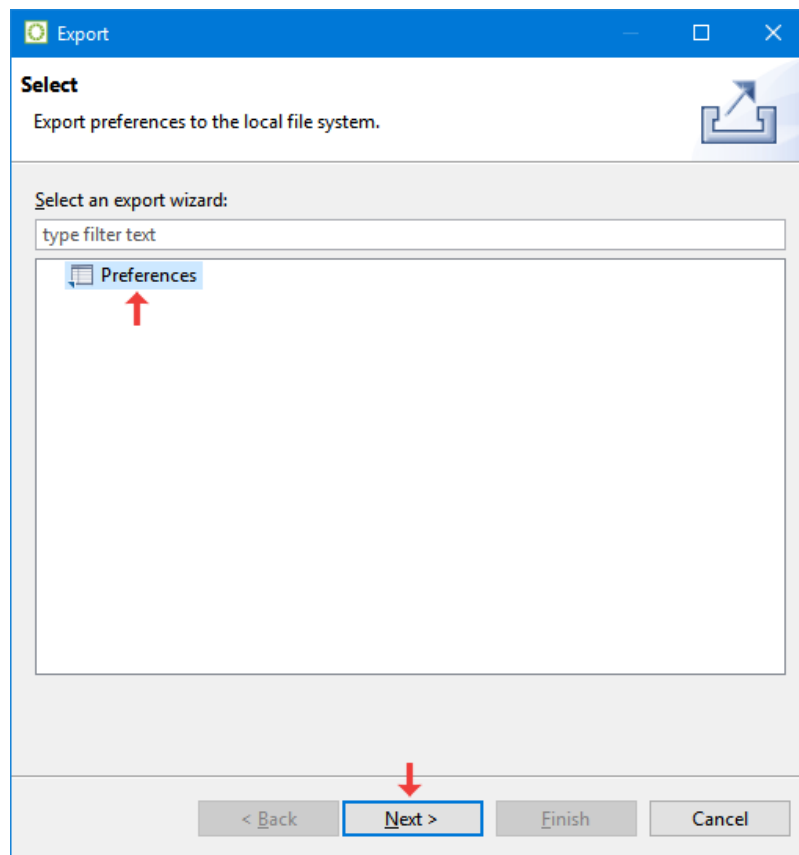 Export
Select
Export preferences to the local file system.
Select an export wizard:
type filter text
Preferences
< Back Next > Finish Cancel